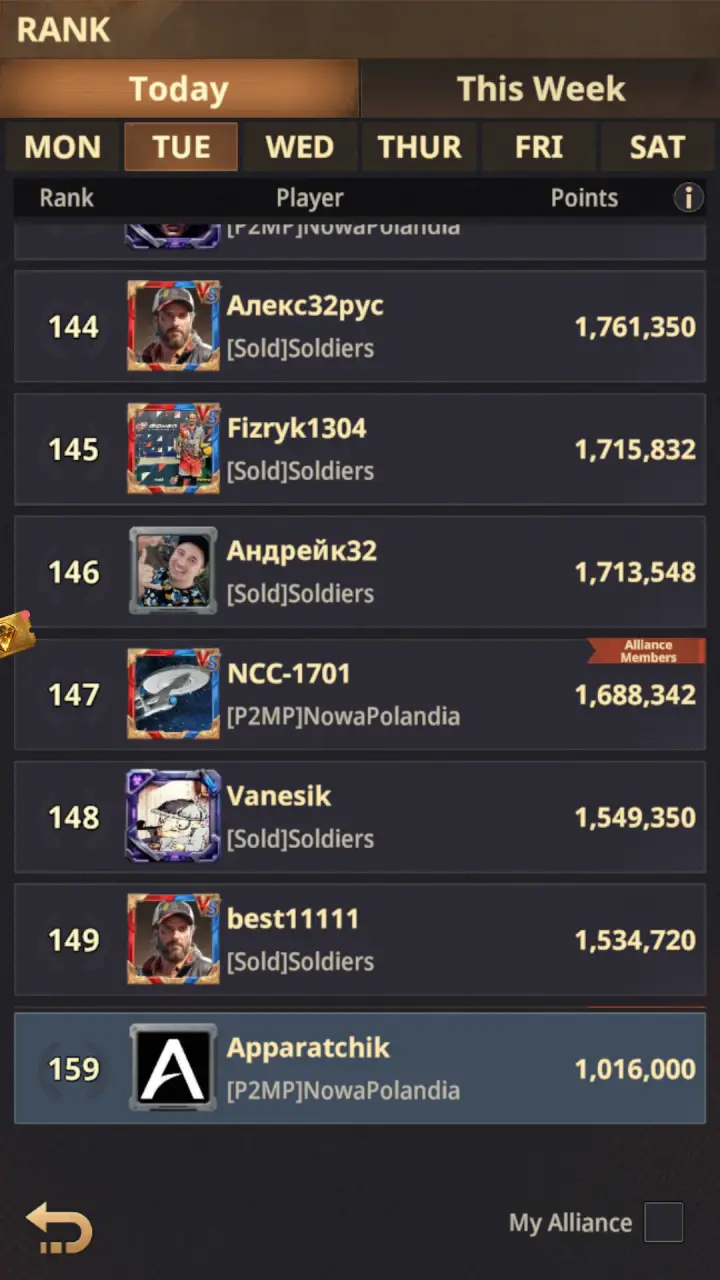 RANK
Today
This Week
MON
TUE
WED
THUR
FRI
SAT
Rank
Player
Points
[P2MP]NowaPolandia
144
Алекс32рус
[Sold]Soldiers
1,761,350
145
Fizryk1304
[Sold]Soldiers
1,715,832
146
Андрейк32
[Sold]Soldiers
1,713,548
147
NCC-1701
[P2MP]NowaPolandia
Alliance
Members
1,688,342
148
Vanesik
[Sold]Soldiers
1,549,350
149
best11111
[Sold]Soldiers
1,534,720
159
Apparatchik
[P2MP]NowaPolandia
1,016,000
My Alliance